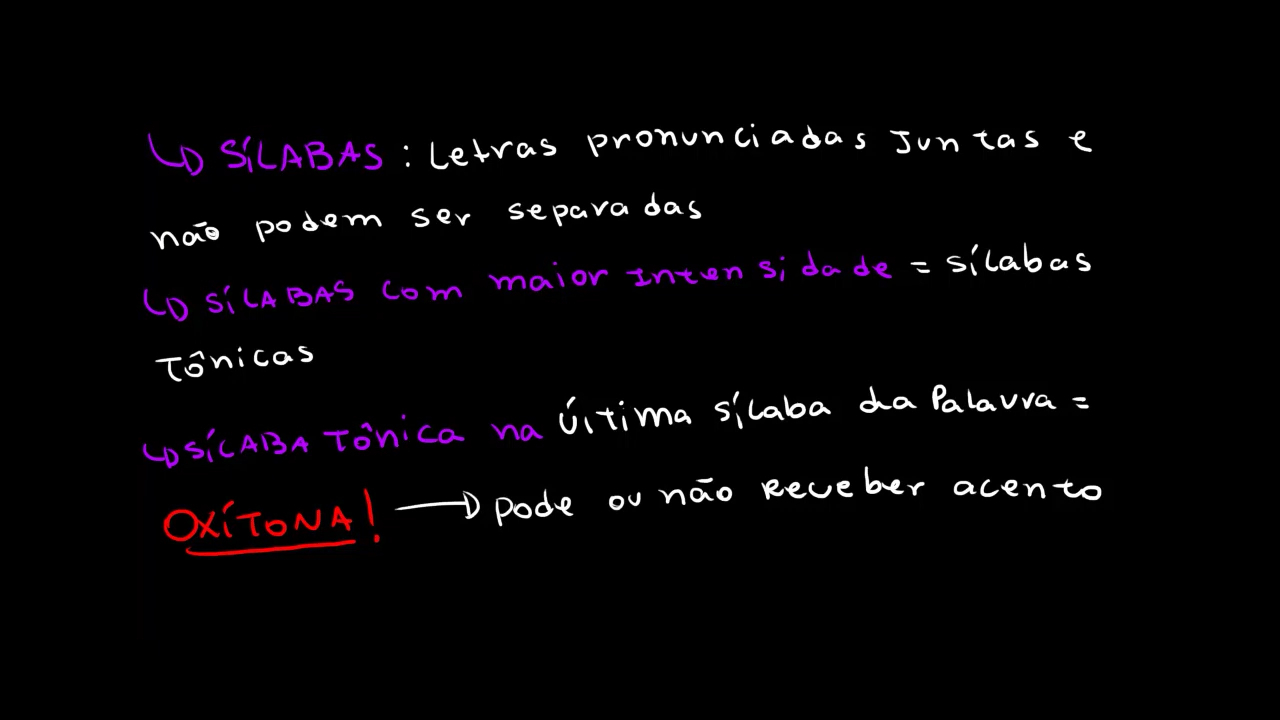 ↳ SÍLABAS: Letras pronunciadas juntas e
não podem ser separadas
↳ SÍLABAS com maior intensidade = sílabas
tônicas
↳ SÍLABA TÔNICA na última sílaba da palavra =
OXÍTONA! → pode ou não receber acento